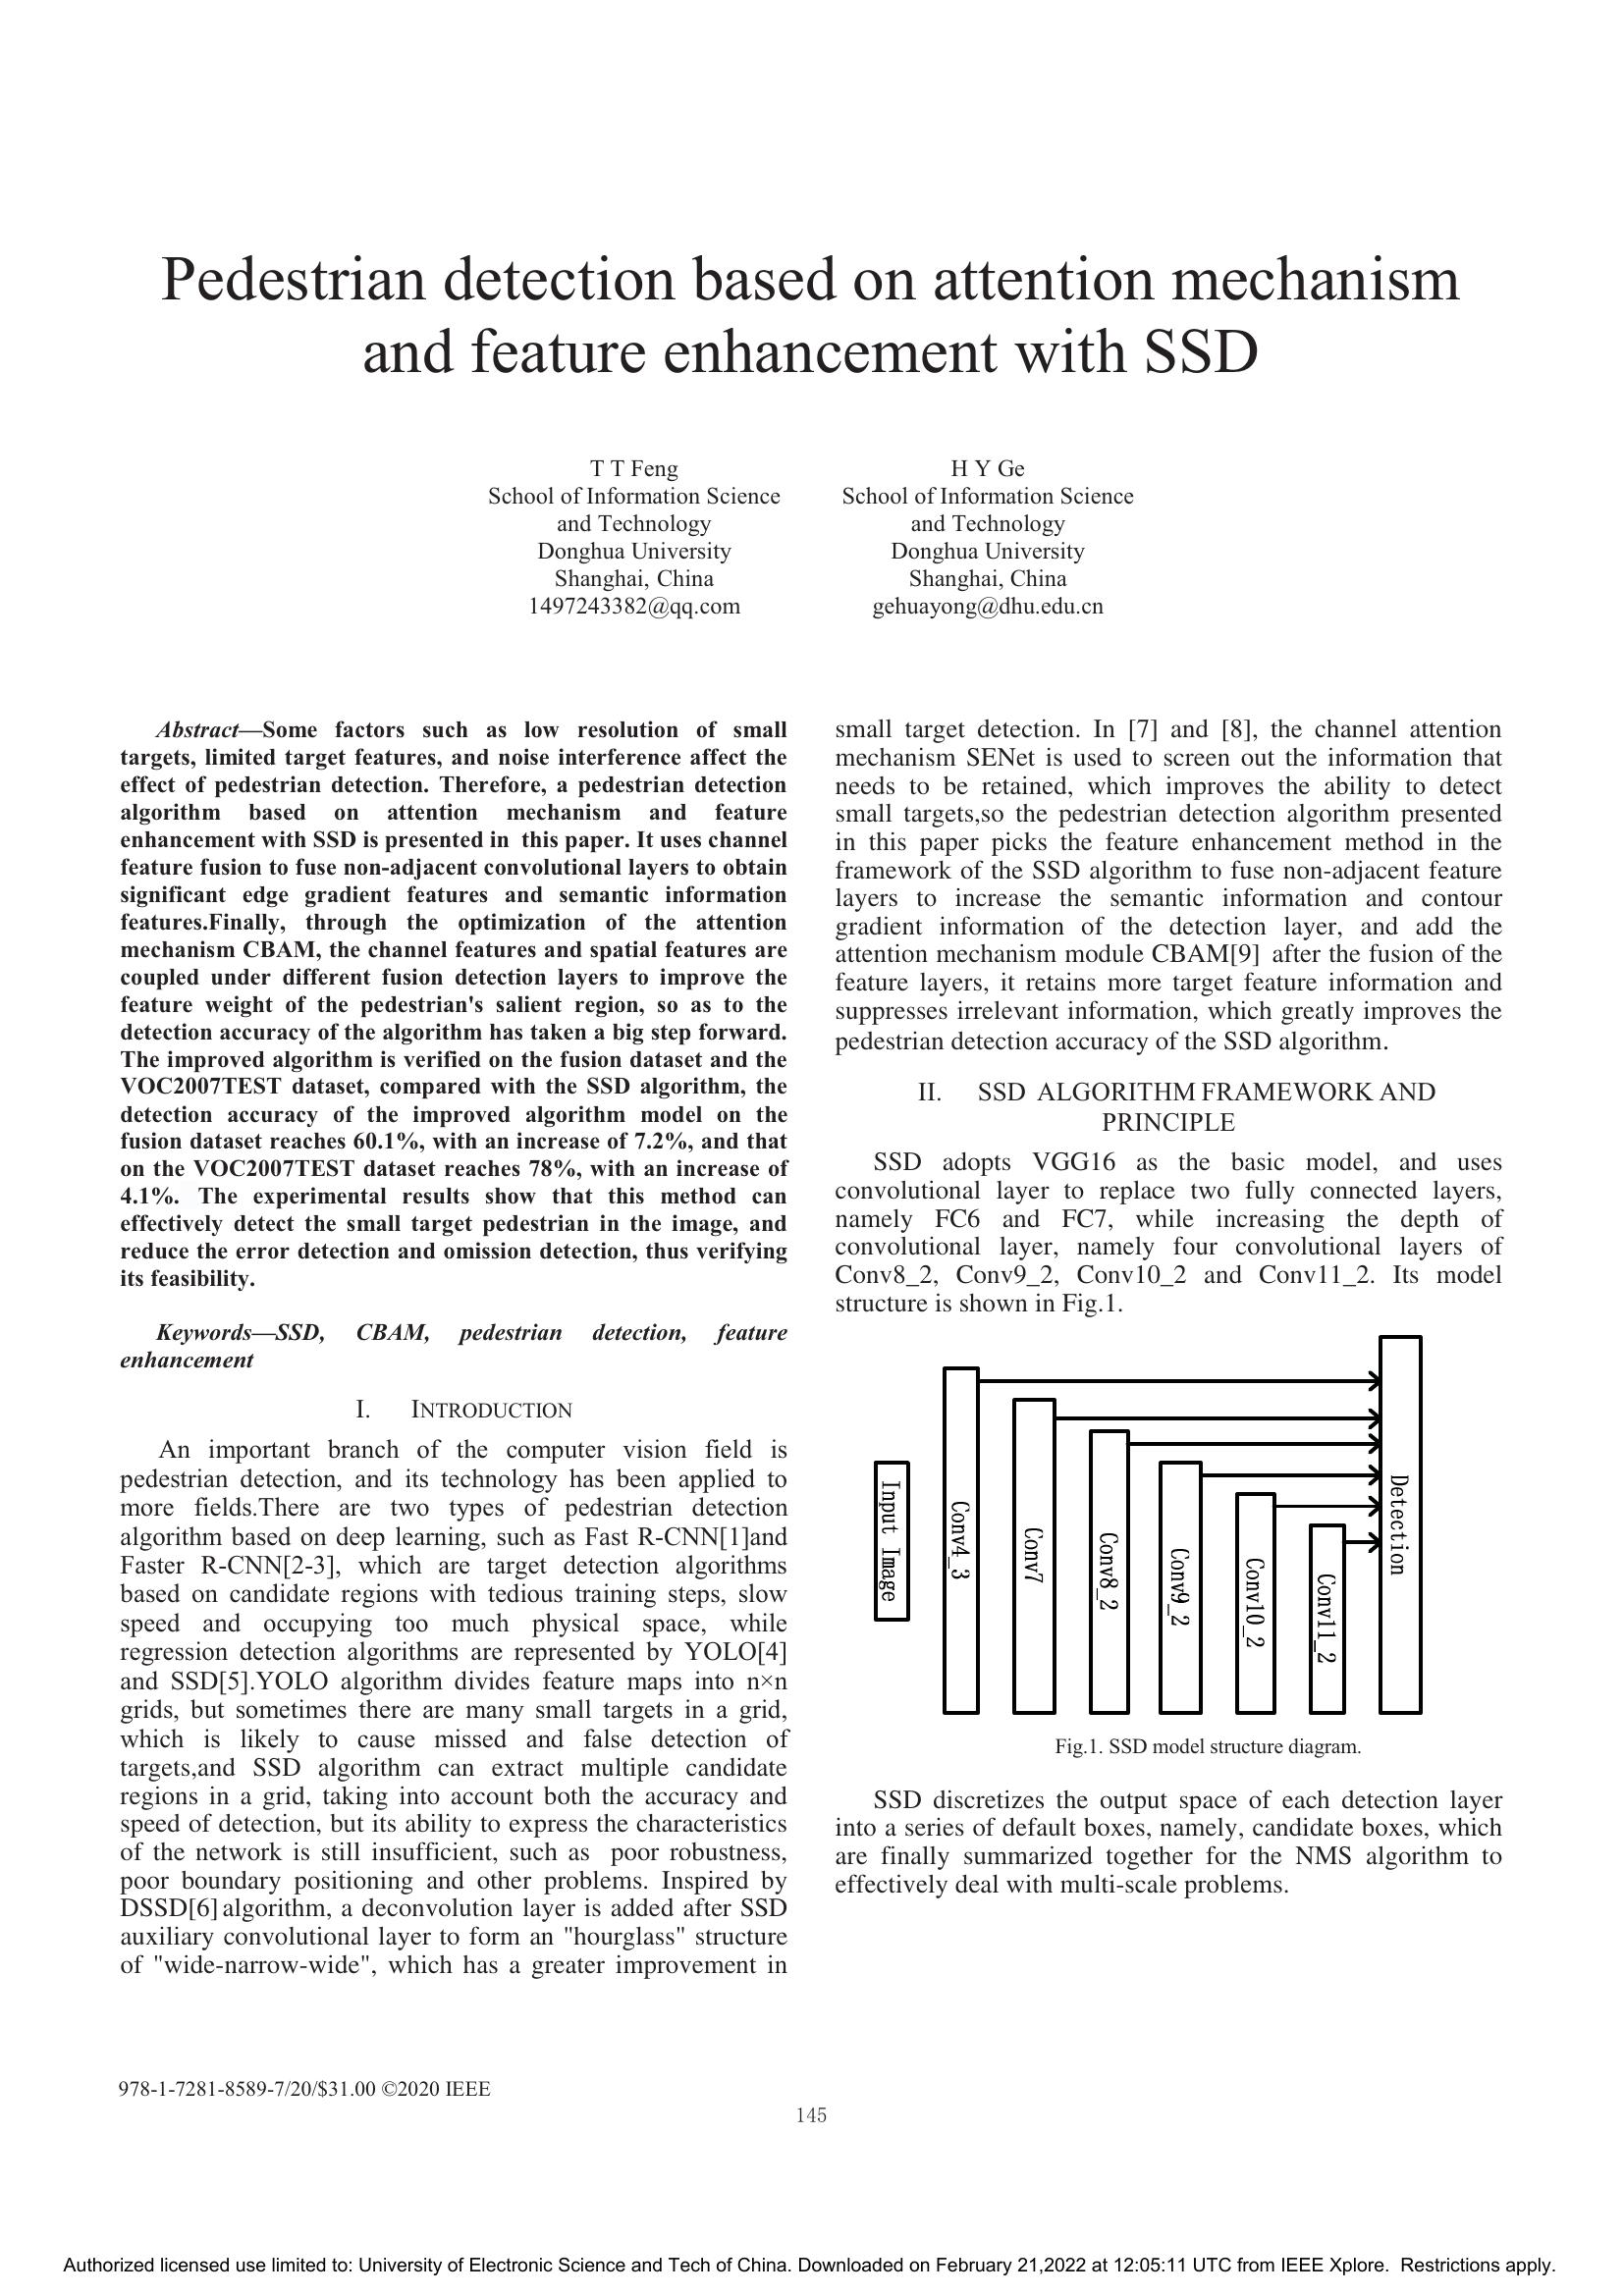 Pedestrian detection based on attention mechanism
and feature enhancement with SSD
T T Feng
School of Information Science
and Technology
Donghua University
Shanghai, China
1497243382@qq.com
H Y Ge
School of Information Science
and Technology
Donghua University
Shanghai, China
gehuayong@dhu.edu.cn
Abstract—Some factors such as low resolution of small
targets, limited target features, and noise interference affect the
effect of pedestrian detection. Therefore, a pedestrian detection
algorithm based on attention mechanism and feature
enhancement with SSD is presented in this paper. It uses channel
feature fusion to fuse non-adjacent convolutional layers to obtain
significant edge gradient features and semantic information
features.Finally, through the optimization of the attention
mechanism CBAM, the channel features and spatial features are
coupled under different fusion detection layers to improve the
feature weight of the pedestrian's salient region, so as to the
detection accuracy of the algorithm has taken a big step forward.
The improved algorithm is verified on the fusion dataset and the
VOC2007TEST dataset, compared with the SSD algorithm, the
detection accuracy of the improved algorithm model on the
fusion dataset reaches 60.1%, with an increase of 7.2%, and that
on the VOC2007TEST dataset reaches 78%, with an increase of
4.1%. The experimental results show that this method can
effectively detect the small target pedestrian in the image, and
reduce the error detection and omission detection, thus verifying
its feasibility.
Keywords—SSD, CBAM, pedestrian detection, feature
enhancement
I. INTRODUCTION
An important branch of the computer vision field is
pedestrian detection, and its technology has been applied to
more fields.There are two types of pedestrian detection
algorithm based on deep learning, such as Fast R-CNN[1]and
Faster R-CNN[2-3], which are target detection algorithms
based on candidate regions with tedious training steps, slow
speed and occupying too much physical space, while
regression detection algorithms are represented by YOLO[4]
and SSD[5].YOLO algorithm divides feature maps into n×n
grids, but sometimes there are many small targets in a grid,
which is likely to cause missed and false detection of
targets,and SSD algorithm can extract multiple candidate
regions in a grid, taking into account both the accuracy and
speed of detection, but its ability to express the characteristics
of the network is still insufficient, such as poor robustness,
poor boundary positioning and other problems. Inspired by
DSSD[6] algorithm, a deconvolution layer is added after SSD
auxiliary convolutional layer to form an "hourglass" structure
of "wide-narrow-wide", which has a greater improvement in
small target detection. In [7] and [8], the channel attention
mechanism SENet is used to screen out the information that
needs to be retained, which improves the ability to detect
small targets,so the pedestrian detection algorithm presented
in this paper picks the feature enhancement method in the
framework of the SSD algorithm to fuse non-adjacent feature
layers to increase the semantic information and contour
gradient information of the detection layer, and add the
attention mechanism module CBAM[9] after the fusion of the
feature layers, it retains more target feature information and
suppresses irrelevant information, which greatly improves the
pedestrian detection accuracy of the SSD algorithm.
II. SSD ALGORITHM FRAMEWORK AND
PRINCIPLE
SSD adopts VGG16 as the basic model, and uses
convolutional layer to replace two fully connected layers,
namely FC6 and FC7, while increasing the depth of
convolutional layer, namely four convolutional layers of
Conv8_2, Conv9_2, Conv10_2 and Conv11_2. Its model
structure is shown in Fig.1.
Input Image
Conv4_3
Conv7
Conv8_2
Conv9_2
Conv10_2
Conv11_2
Detection
Fig.1. SSD model structure diagram.
SSD discretizes the output space of each detection layer
into a series of default boxes, namely, candidate boxes, which
are finally summarized together for the NMS algorithm to
effectively deal with multi-scale problems.
978-1-7281-8589-7/20/$31.00 ©2020 IEEE
145
Authorized licensed use limited to: University of Electronic Science and Tech of China. Downloaded on February 21,2022 at 12:05:11 UTC from IEEE Xplore. Restrictions apply.